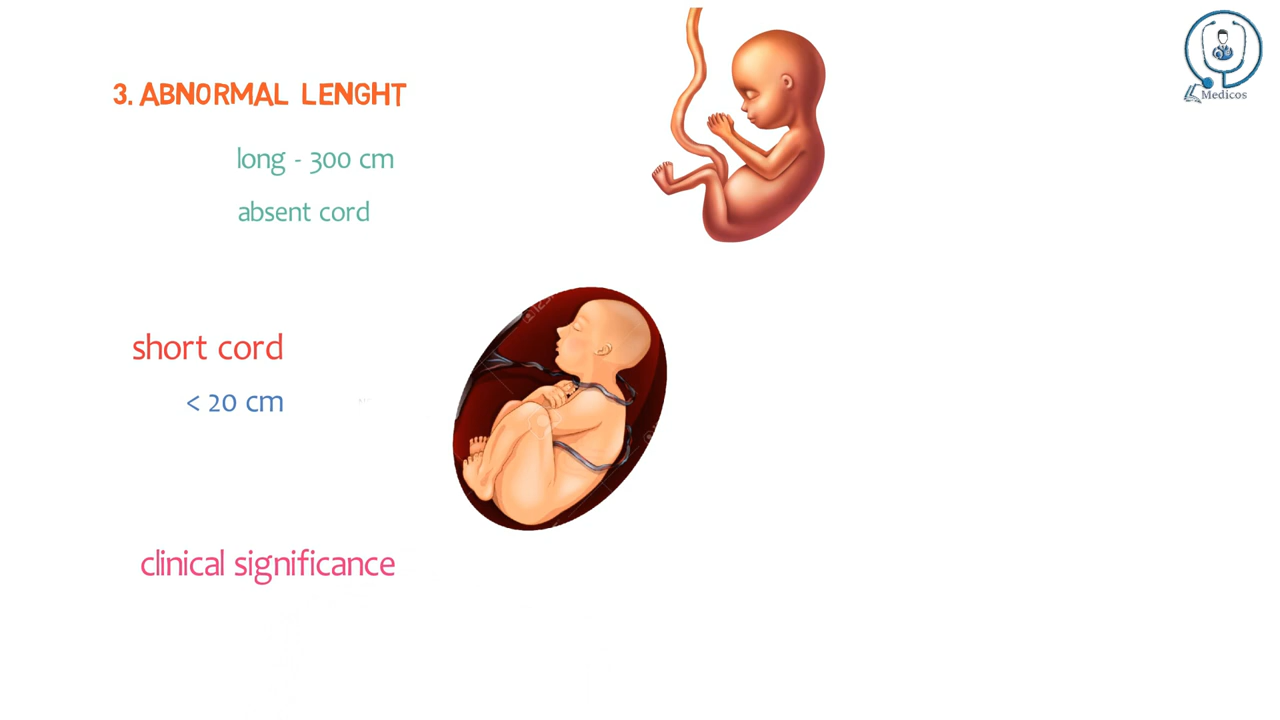 3. ABNORMAL LENGHT
long - 300 cm
absent cord
short cord
< 20 cm
clinical significance
Medicos